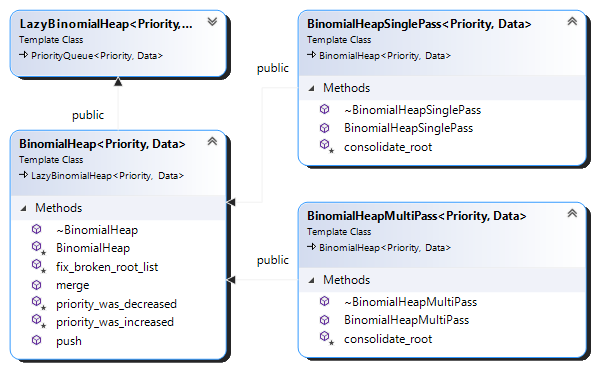 LazyBinomialHeap<Priority,...
Template Class
PriorityQueue<Priority, Data>
public
BinomialHeap<Priority, Data>
Template Class
LazyBinomialHeap<Priority, Data>
Methods
~BinomialHeap
BinomialHeap
fix_broken_root_list
merge
priority_was_decreased
priority_was_increased
push
BinomialHeapSinglePass<Priority, Data>
Template Class
BinomialHeap<Priority, Data>
public
Methods
~BinomialHeapSinglePass
BinomialHeapSinglePass
consolidate_root
BinomialHeapMultiPass<Priority, Data>
Template Class
BinomialHeap<Priority, Data>
public
Methods
~BinomialHeapMultiPass
BinomialHeapMultiPass
consolidate_root